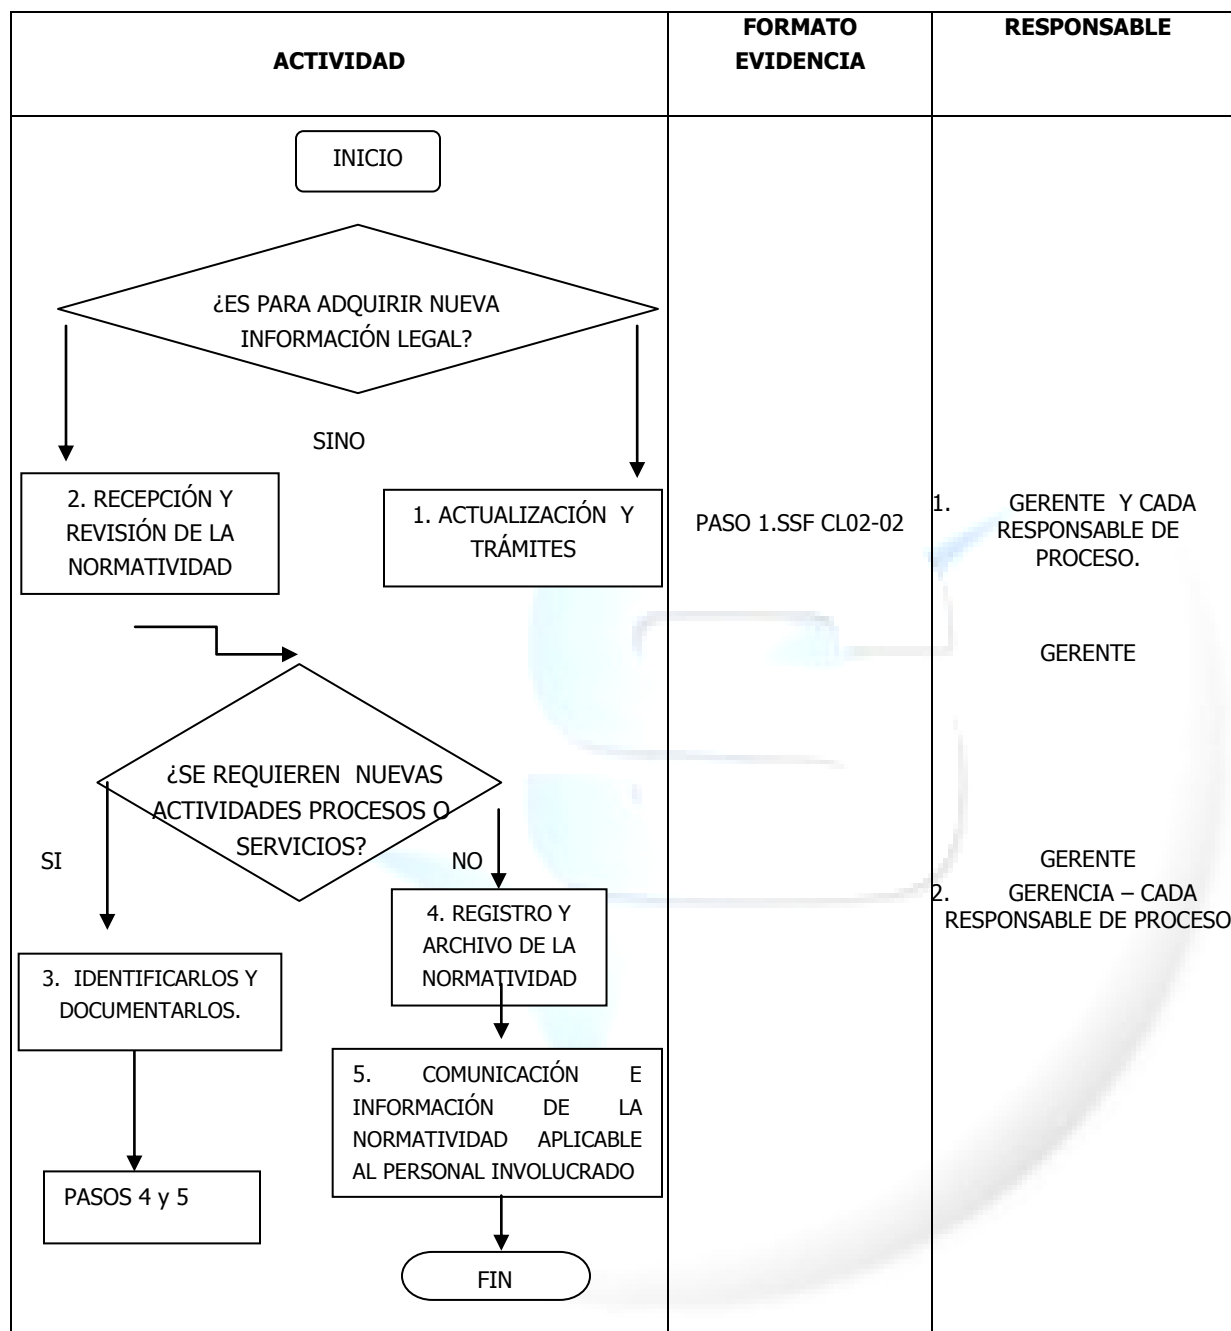 ACTIVIDAD
FORMATO
EVIDENCIA
RESPONSABLE
INICIO
¿ES PARA ADQUIRIR NUEVA
INFORMACIÓN LEGAL?
SINO
2. RECEPCIÓN Y
REVISIÓN DE LA
NORMATIVIDAD
1. ACTUALIZACIÓN Y
TRÁMITES
PASO 1.SSF CL02-02
1. GERENTE Y CADA
RESPONSABLE DE
PROCESO.
GERENTE
¿SE REQUIEREN NUEVAS
ACTIVIDADES PROCESOS O
SERVICIOS?
SI
NO
GERENTE
2. GERENCIA – CADA
RESPONSABLE DE PROCESO
4. REGISTRO Y
ARCHIVO DE LA
NORMATIVIDAD
3. IDENTIFICARLOS Y
DOCUMENTARLOS.
5. COMUNICACIÓN E
INFORMACIÓN DE LA
NORMATIVIDAD APLICABLE
AL PERSONAL INVOLUCRADO
PASOS 4 y 5
FIN